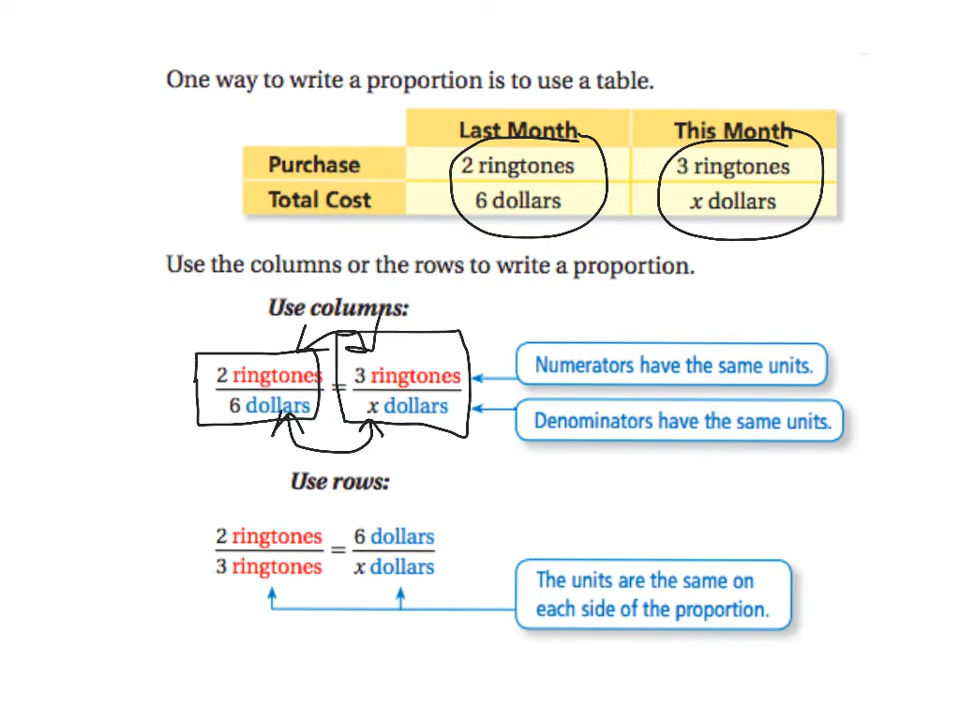 One way to write a proportion is to use a table.
Last Month This Month
Purchase 2 ringtones 3 ringtones
Total Cost 6 dollars x dollars
Use the columns or the rows to write a proportion.
Use columns:
2 ringtones = 3 ringtones
6 dollars x dollars
Numerators have the same units.
Denominators have the same units.
Use rows:
2 ringtones = 6 dollars
3 ringtones x dollars
The units are the same on
each side of the proportion.